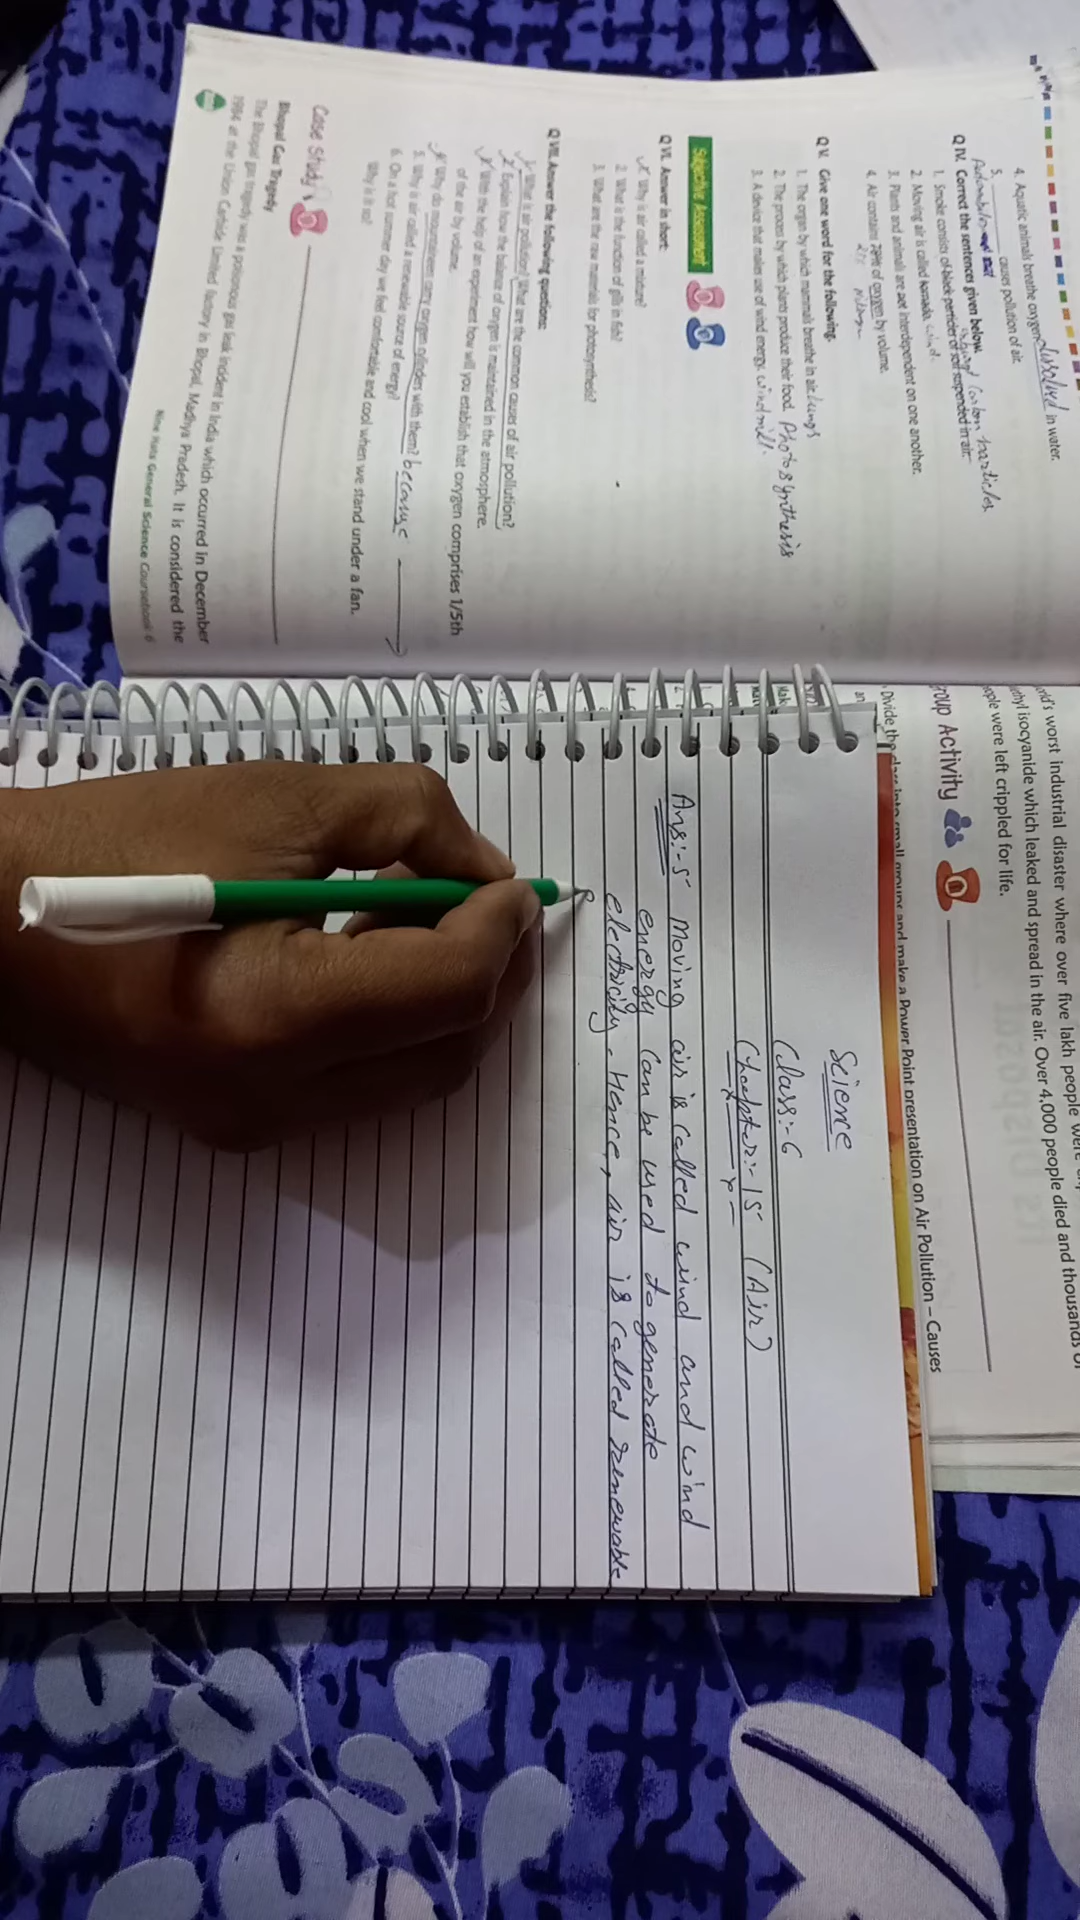 4. Aquatic animals breathe oxygen dissolved in water.
5. causes pollution of air.
Q IV. Correct the sentences given below.
1. Smoke consists of black particles of soot suspended in air.
carbon particles
2. Moving air is called tornado. wind.
3. Plants and animals are not interdependent on one another.
4. Air contains 78% of oxygen by volume.
Q V. Give one word for the following.
1. The organ by which mammals breathe in air. lungs
2. The process by which plants produce their food. Photosynthesis
3. A device that makes use of wind energy. windmill.
Subjective Assessment
Q VI. Answer in short:
1. Why is air called a mixture?
2. What is the function of gills in fish?
3. What are the raw materials for photosynthesis?
Q VII. Answer the following questions:
1. What is air pollution? What are the common causes of air pollution?
2. Explain how the balance of oxygen is maintained in the atmosphere.
3. With the help of an experiment how will you establish that oxygen comprises 1/5th
of the air by volume.
4. Why do mountaineers carry oxygen cylinders with them? because
5. Why is air called a renewable source of energy?
6. On a hot summer day we feel comfortable and cool when we stand under a fan.
Why is it so?
Case Study
Bhopal Gas Tragedy
The Bhopal gas tragedy was a poisonous gas leak incident in India which occurred in December
1984 at the Union Carbide Limited factory in Bhopal, Madhya Pradesh. It is considered the
General Science Coursebook 6
worst industrial disaster where over five lakh people were
isocyanide which leaked and spread in the air. Over 4,000 people died and thousands
were left crippled for life.
Group Activity
Divide the class into small groups and make a Power Point presentation on Air Pollution – Causes
an
Science
Class:- 6
Chapter:- 15 (Air)
Ans:- 5 Moving air is called wind and wind
energy can be used to generate
electricity. Hence, air is called renewable